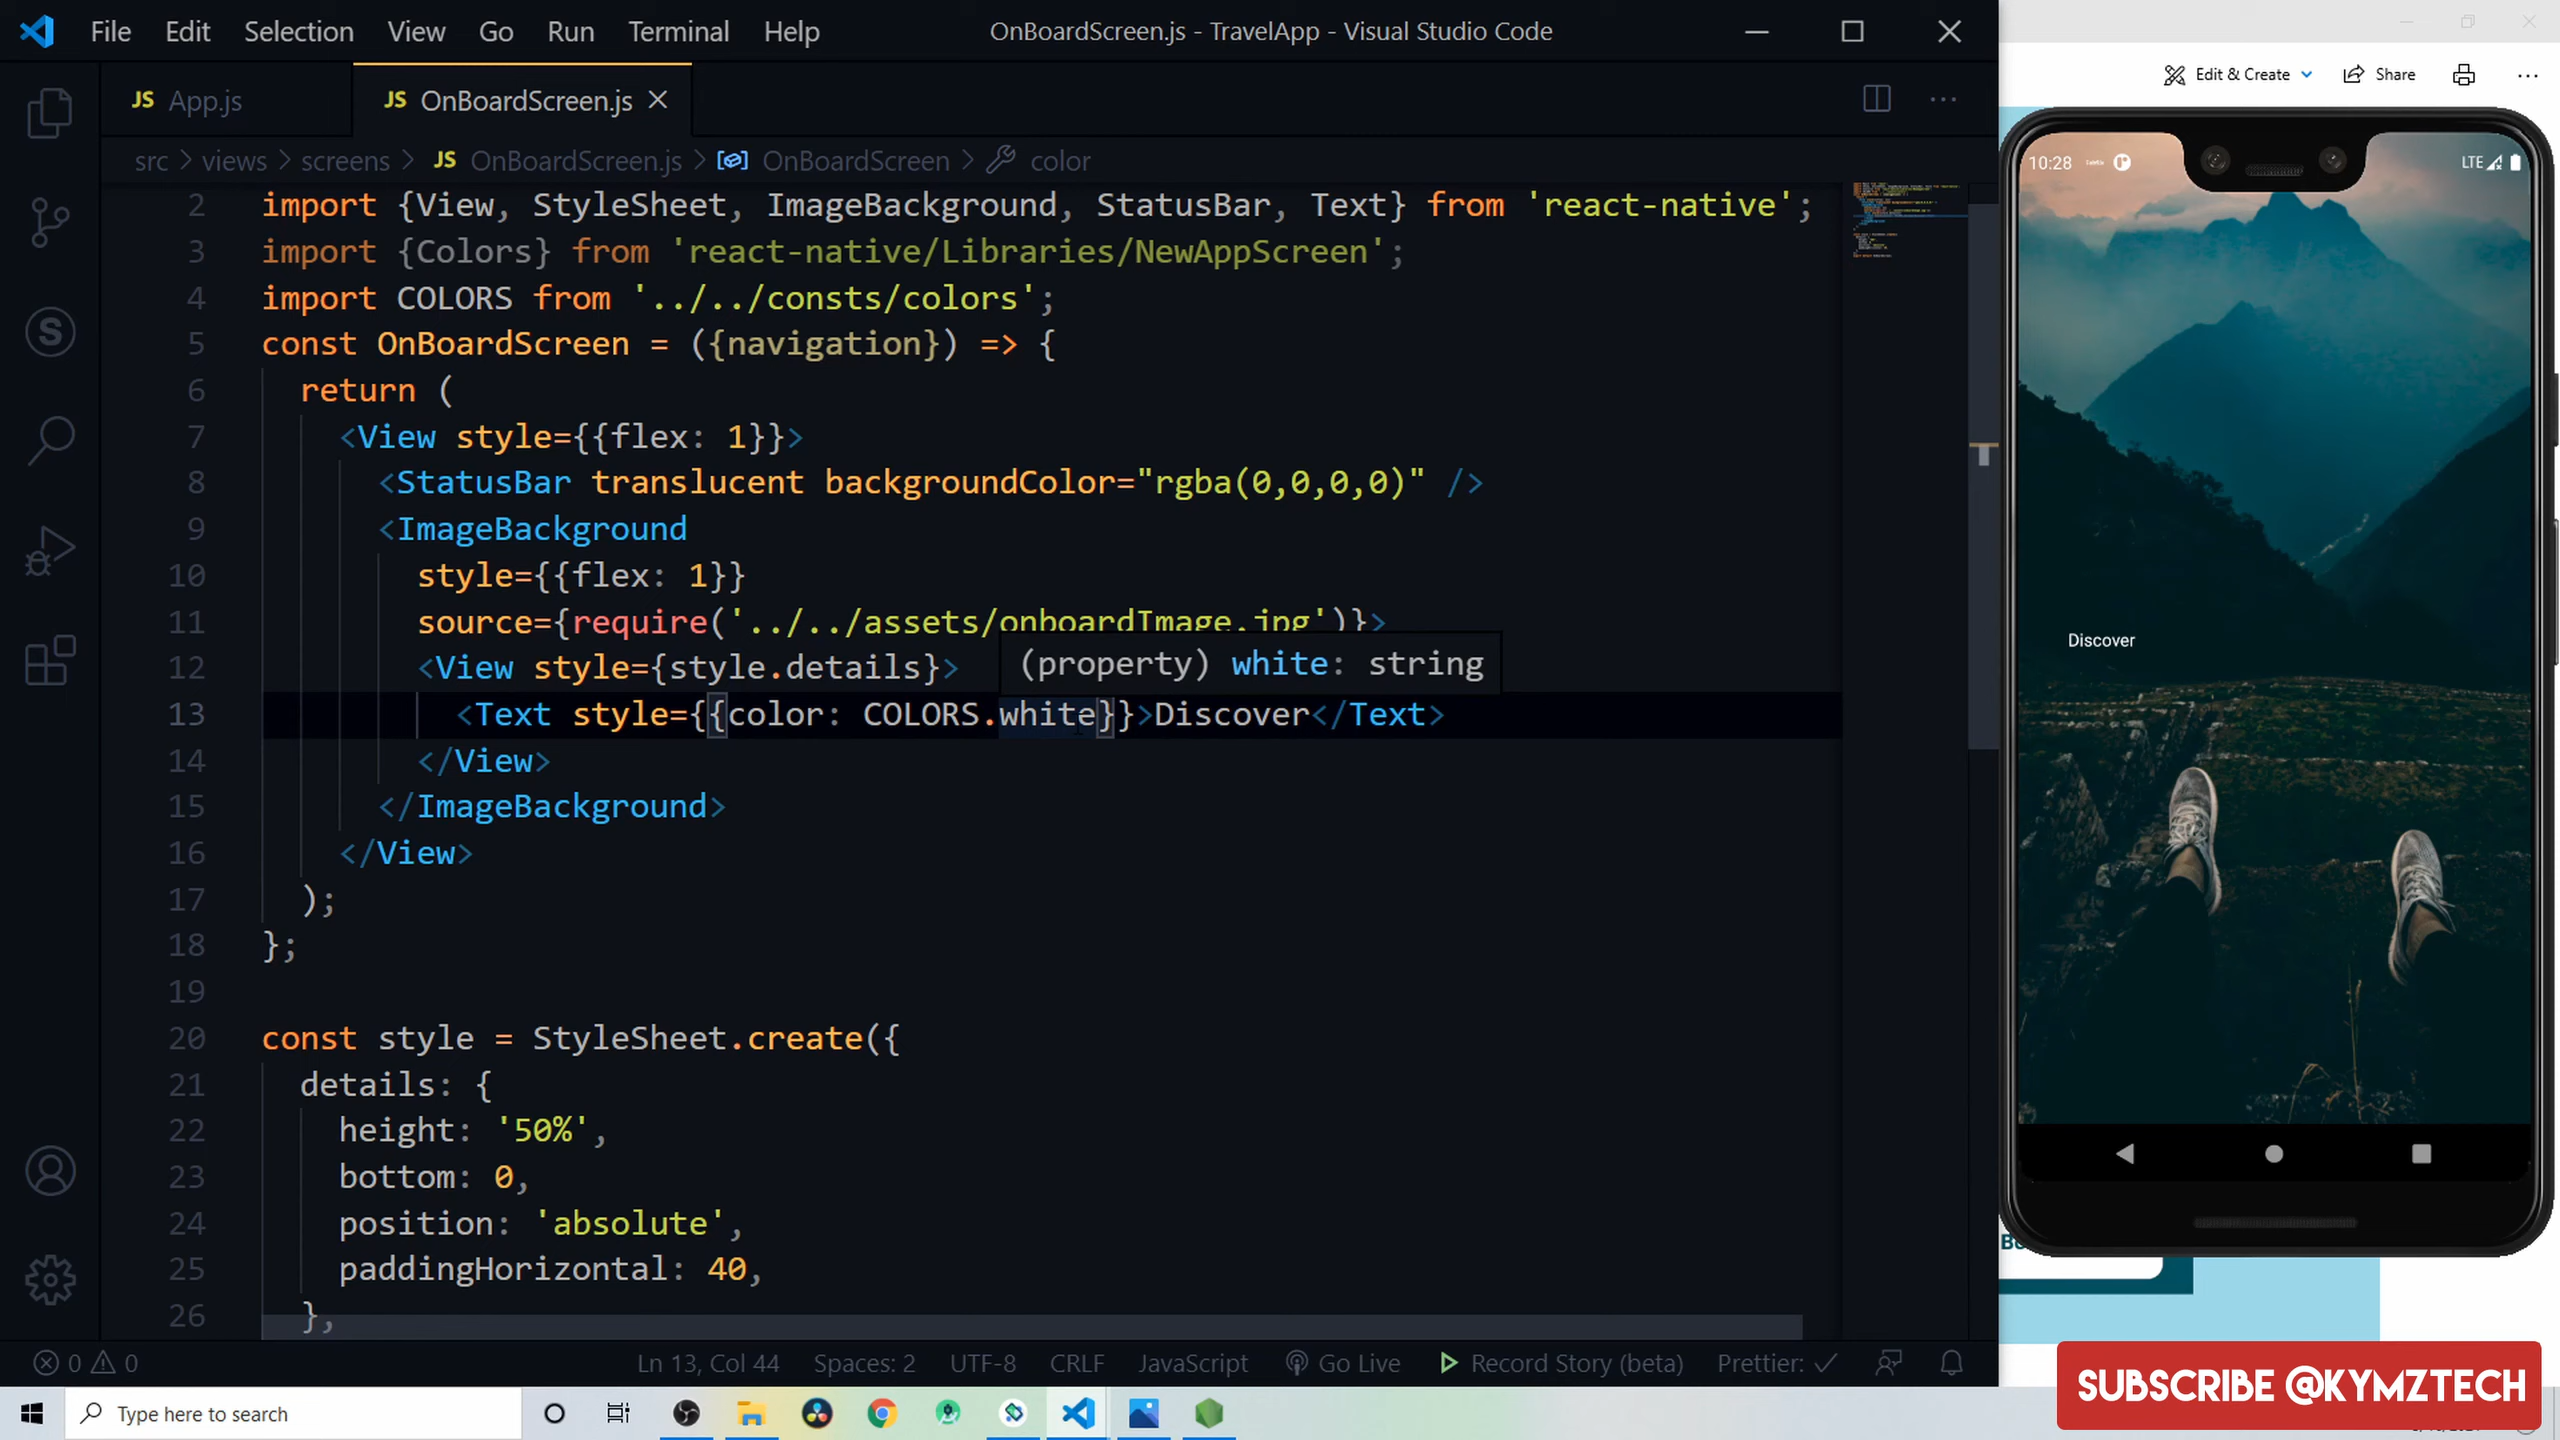 File Edit Selection View Go Run Terminal Help
OnBoardScreen.js - TravelApp - Visual Studio Code
Edit & Create Share
JS App.js
JS OnBoardScreen.js
src > views > screens > JS OnBoardScreen.js > OnBoardScreen > color
2 import {View, StyleSheet, ImageBackground, StatusBar, Text} from 'react-native';
3 import {Colors} from 'react-native/Libraries/NewAppScreen';
4 import COLORS from '../../consts/colors';
5 const OnBoardScreen = ({navigation}) => {
6 return (
7 <View style={{flex: 1}}>
8 <StatusBar translucent backgroundColor="rgba(0,0,0,0)" />
9 <ImageBackground
10 style={{flex: 1}}
11 source={require('../../assets/onboardImage.jpg')}>
12 <View style={style.details}>
(property) white: string
13 <Text style={{color: COLORS.white}}>Discover</Text>
14 </View>
15 </ImageBackground>
16 </View>
17 );
18 };
19
20 const style = StyleSheet.create({
21 details: {
22 height: '50%',
23 bottom: 0,
24 position: 'absolute',
25 paddingHorizontal: 40,
26 },
10:28
LTE
Discover
0 0
Ln 13, Col 44
Spaces: 2
UTF-8
CRLF
JavaScript
Go Live
Record Story (beta)
Prettier: ✓
Type here to search
SUBSCRIBE @KYMZTECH